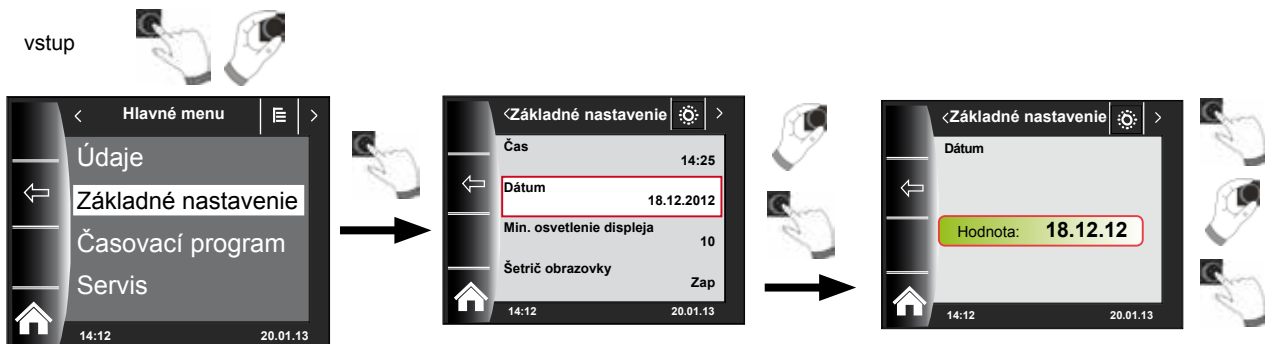 vstup
Hlavné menu
Údaje
Základné nastavenie
Časovací program
Servis
14:12 20.01.13
Základné nastavenie
Čas
14:25
Dátum
18.12.2012
Min. osvetlenie displeja
10
Šetrič obrazovky
Zap
14:12 20.01.13
Základné nastavenie
Dátum
Hodnota: 18.12.12
14:12 20.01.13